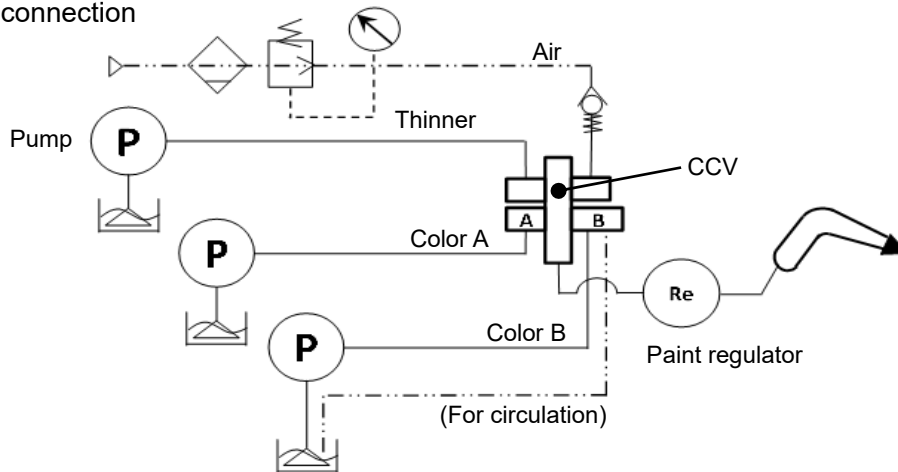 connection
Air
Thinner
Pump
P
CCV
A
B
Color A
P
Re
Color B
P
Paint regulator
(For circulation)